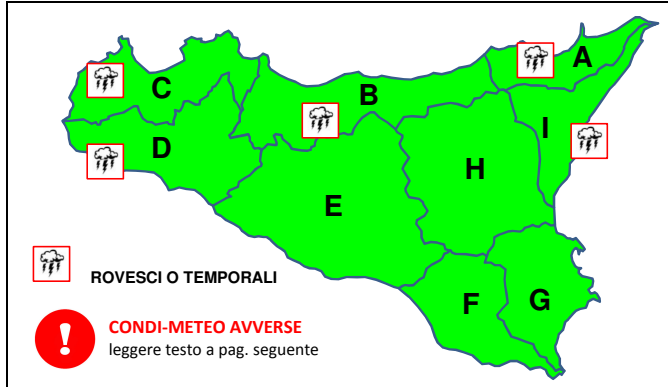 A
C
B
I
D
H
E
F
G
ROVESCI O TEMPORALI
! CONDI-METEO AVVERSE
leggere testo a pag. seguente